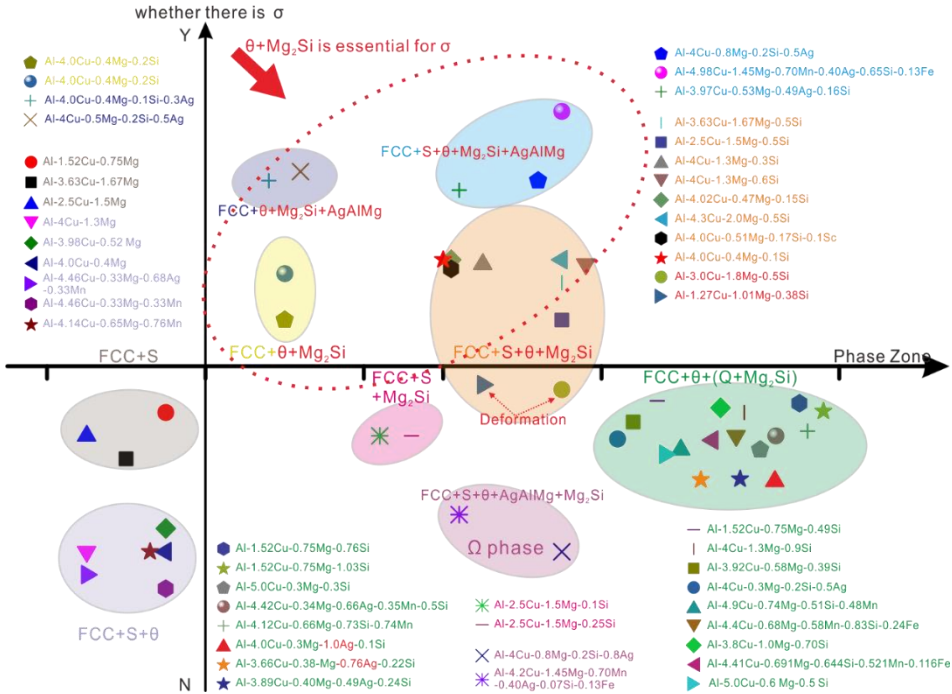 whether there is σ
Y
θ+Mg₂Si is essential for σ
Al-4.0Cu-0.4Mg-0.2Si
Al-4.0Cu-0.4Mg-0.2Si
Al-4.0Cu-0.4Mg-0.1Si-0.3Ag
Al-4Cu-0.5Mg-0.2Si-0.5Ag
Al-1.52Cu-0.75Mg
Al-3.63Cu-1.67Mg
Al-2.5Cu-1.5Mg
Al-4Cu-1.3Mg
Al-3.98Cu-0.52 Mg
Al-4.0Cu-0.4Mg
Al-4.46Cu-0.33Mg-0.68Ag
-0.33Mn
Al-4.46Cu-0.33Mg-0.33Mn
Al-4.14Cu-0.65Mg-0.76Mn
Al-4Cu-0.8Mg-0.2Si-0.5Ag
Al-4.98Cu-1.45Mg-0.70Mn-0.40Ag-0.65Si-0.13Fe
Al-3.97Cu-0.53Mg-0.49Ag-0.16Si
Al-3.63Cu-1.67Mg-0.5Si
Al-2.5Cu-1.5Mg-0.5Si
Al-4Cu-1.3Mg-0.3Si
Al-4Cu-1.3Mg-0.6Si
Al-4.02Cu-0.47Mg-0.15Si
Al-4.3Cu-2.0Mg-0.5Si
Al-4.0Cu-0.51Mg-0.17Si-0.1Sc
Al-4.0Cu-0.4Mg-0.1Si
Al-3.0Cu-1.8Mg-0.5Si
Al-1.27Cu-1.01Mg-0.38Si
FCC+S+θ+Mg₂Si+AgAlMg
FCC+θ+Mg₂Si+AgAlMg
FCC+S
FCC+θ+Mg₂Si
FCC+S+θ+Mg₂Si
Phase Zone
FCC+S
+Mg₂Si
FCC+θ+(Q+Mg₂Si)
Deformation
FCC+S+θ+AgAlMg+Mg₂Si
Ω phase
FCC+S+θ
N
Al-1.52Cu-0.75Mg-0.76Si
Al-1.52Cu-0.75Mg-1.03Si
Al-5.0Cu-0.3Mg-0.3Si
Al-4.42Cu-0.34Mg-0.66Ag-0.35Mn-0.5Si
Al-4.12Cu-0.66Mg-0.73Si-0.74Mn
Al-4.0Cu-0.3Mg-1.0Ag-0.1Si
Al-3.66Cu-0.38-Mg-0.76Ag-0.22Si
Al-3.89Cu-0.40Mg-0.49Ag-0.24Si
Al-2.5Cu-1.5Mg-0.1Si
Al-2.5Cu-1.5Mg-0.25Si
Al-4Cu-0.8Mg-0.2Si-0.8Ag
Al-4.2Cu-1.45Mg-0.70Mn
-0.40Ag-0.07Si-0.13Fe
Al-1.52Cu-0.75Mg-0.49Si
Al-4Cu-1.3Mg-0.9Si
Al-3.92Cu-0.58Mg-0.39Si
Al-4Cu-0.3Mg-0.2Si-0.5Ag
Al-4.9Cu-0.74Mg-0.51Si-0.48Mn
Al-4.4Cu-0.68Mg-0.58Mn-0.83Si-0.24Fe
Al-3.8Cu-1.0Mg-0.70Si
Al-4.41Cu-0.691Mg-0.644Si-0.521Mn-0.116Fe
Al-5.0Cu-0.6 Mg-0.5 Si